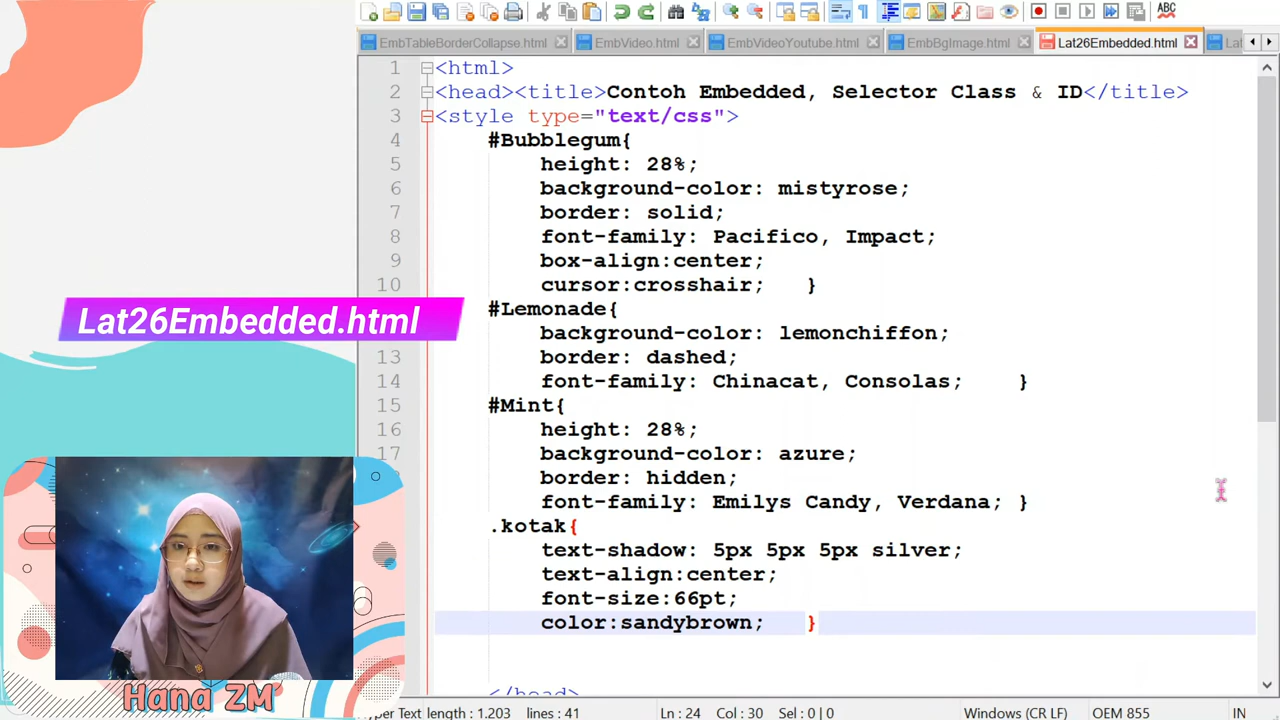 EmbTableBorderCollapse.html
EmbVideo.html
EmbVideoYoutube.html
EmbBgImage.html
Lat26Embedded.html
Lat
ABC
1 <html>
2 <head><title>Contoh Embedded, Selector Class & ID</title>
3 <style type="text/css">
4 #Bubblegum{
5 height: 28%;
6 background-color: mistyrose;
7 border: solid;
8 font-family: Pacifico, Impact;
9 box-align:center;
10 cursor:crosshair; }
#Lemonade{
background-color: lemonchiffon;
13 border: dashed;
14 font-family: Chinacat, Consolas; }
15 #Mint{
16 height: 28%;
17 background-color: azure;
border: hidden;
font-family: Emilys Candy, Verdana; }
.kotak{
text-shadow: 5px 5px 5px silver;
text-align:center;
font-size:66pt;
color:sandybrown; }
</head>
Lat26Embedded.html
Hana ZM
yper Text length : 1.203 lines : 41 Ln : 24 Col : 30 Sel : 0 | 0 Windows (CR LF) OEM 855 IN